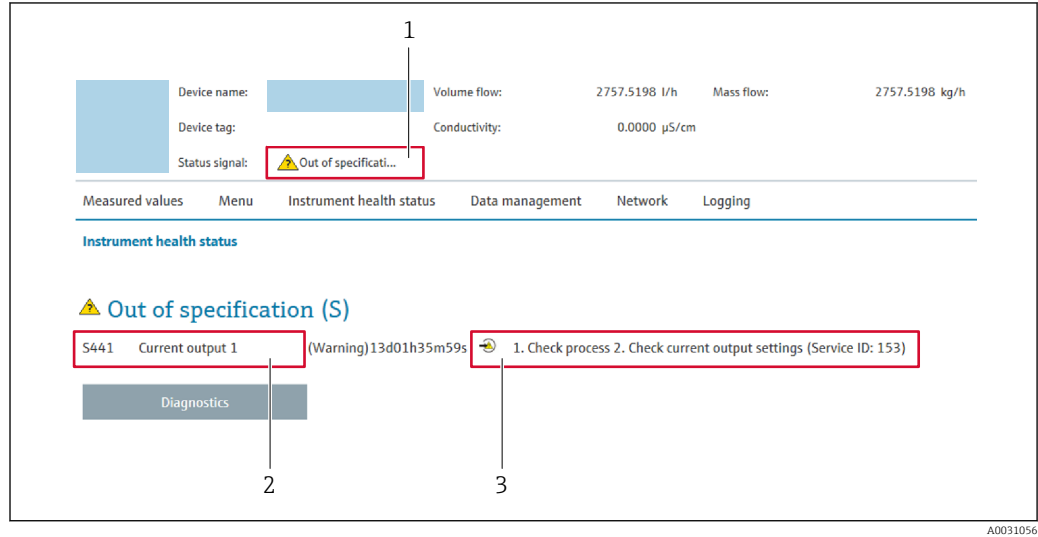 1
Device name: Volume flow: 2757.5198 l/h Mass flow: 2757.5198 kg/h
Device tag: Conductivity: 0.0000 µS/cm
Status signal: Out of specificati...
Measured values Menu Instrument health status Data management Network Logging
Instrument health status
Out of specification (S)
S441 Current output 1 (Warning)13d01h35m59s 1. Check process 2. Check current output settings (Service ID: 153)
Diagnostics
2 3
A0031056